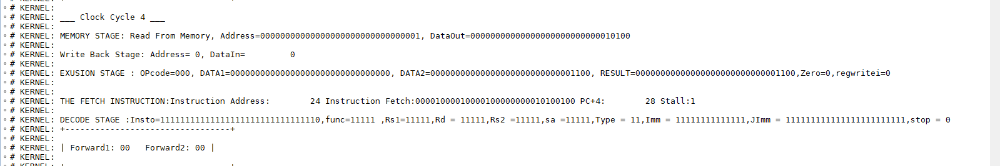 # KERNEL:
# KERNEL: ___ Clock Cycle 4 ___
# KERNEL:
# KERNEL: MEMORY STAGE: Read From Memory, Address=00000000000000000000000000000001, DataOut=00000000000000000000000000010100
# KERNEL:
# KERNEL: Write Back Stage: Address= 0, DataIn=         0
# KERNEL:
# KERNEL: EXUSION STAGE : OPcode=000, DATA1=00000000000000000000000000000000, DATA2=00000000000000000000000000001100, RESULT=00000000000000000000000000001100,Zero=0,regwritei=0
# KERNEL:
# KERNEL:
# KERNEL: THE FETCH INSTRUCTION:Instruction Address:        24 Instruction Fetch:00001000010000100000000010100100 PC+4:        28 Stall:1
# KERNEL:
# KERNEL: DECODE STAGE :Insto=11111111111111111111111111111110,func=11111 ,Rs1=11111,Rd = 11111,Rs2 =11111,sa =11111,Type = 11,Imm = 11111111111111,JImm = 111111111111111111111111,stop = 0
# KERNEL: +---------------------------------+
# KERNEL:
# KERNEL: | Forward1: 00   Forward2: 00 |
# KERNEL:
# KERNEL: